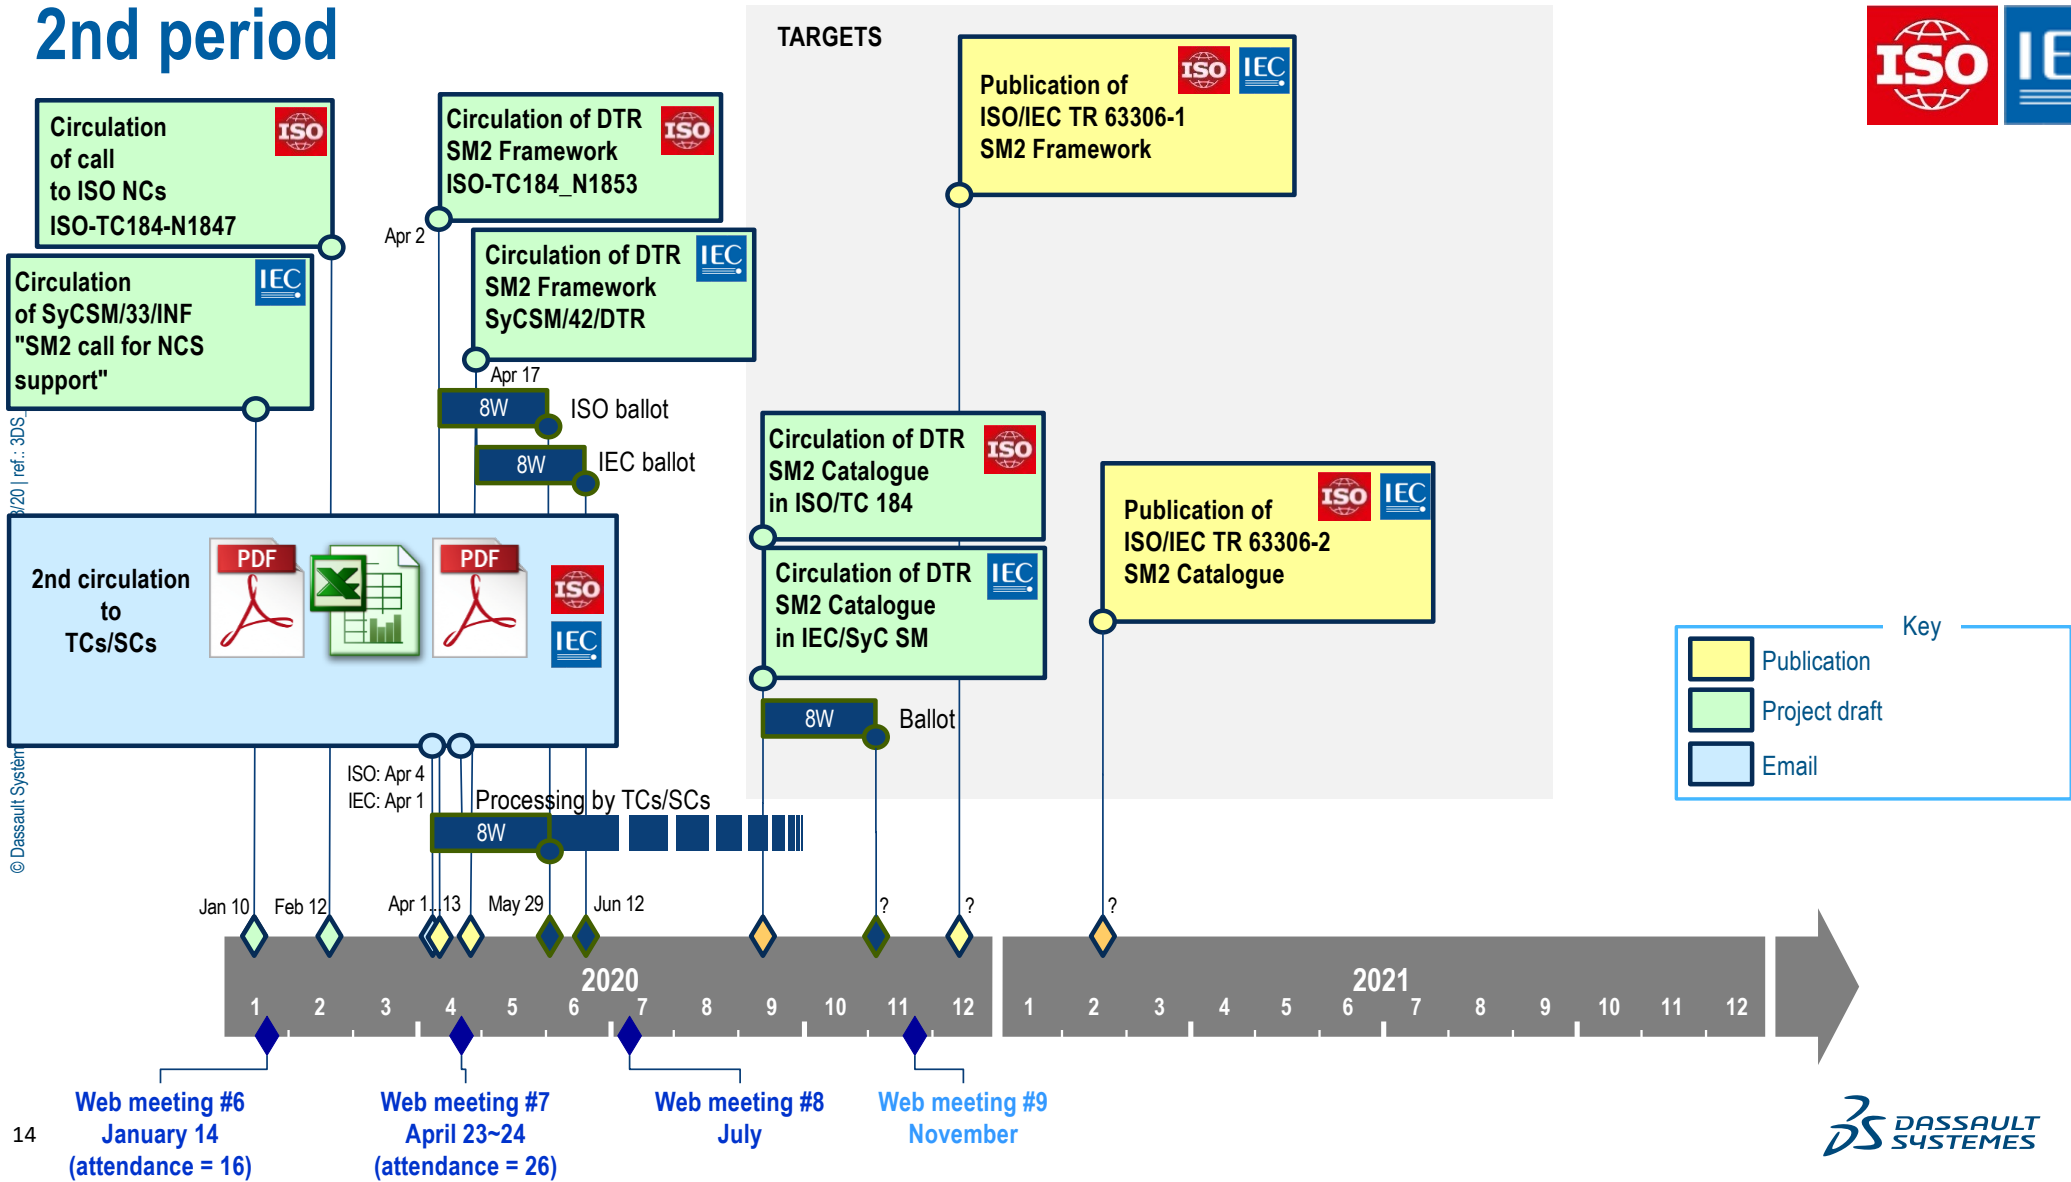 2nd period
TARGETS
ISO
IE
Circulation
of call
to ISO NCs
ISO-TC184-N1847
ISO
Circulation of DTR
SM2 Framework
ISO-TC184_N1853
ISO
Apr 2
Publication of
ISO/IEC TR 63306-1
SM2 Framework
ISO
IEC
Circulation
of SyCSM/33/INF
"SM2 call for NCS
support"
IEC
Circulation of DTR
SM2 Framework
SyCSM/42/DTR
IEC
Apr 17
8W
ISO ballot
8W
IEC ballot
Circulation of DTR
SM2 Catalogue
in ISO/TC 184
ISO
Publication of
ISO/IEC TR 63306-2
SM2 Catalogue
ISO
IEC
2nd circulation
to
TCs/SCs
PDF
X
PDF
ISO
IEC
Circulation of DTR
SM2 Catalogue
in IEC/SyC SM
IEC
8W
Ballot
Key
Publication
Project draft
Email
ISO: Apr 4
IEC: Apr 1
Processing by TCs/SCs
8W
© Dassault Systèm
3/20 | ref.: 3DS_
Jan 10
Feb 12
Apr 1...13
May 29
Jun 12
?
?
?
2020
1 2 3 4 5 6 7 8 9 10 11 12
2021
1 2 3 4 5 6 7 8 9 10 11 12
Web meeting #6
January 14
(attendance = 16)
Web meeting #7
April 23~24
(attendance = 26)
Web meeting #8
July
Web meeting #9
November
14
3S DASSAULT
SYSTEMES